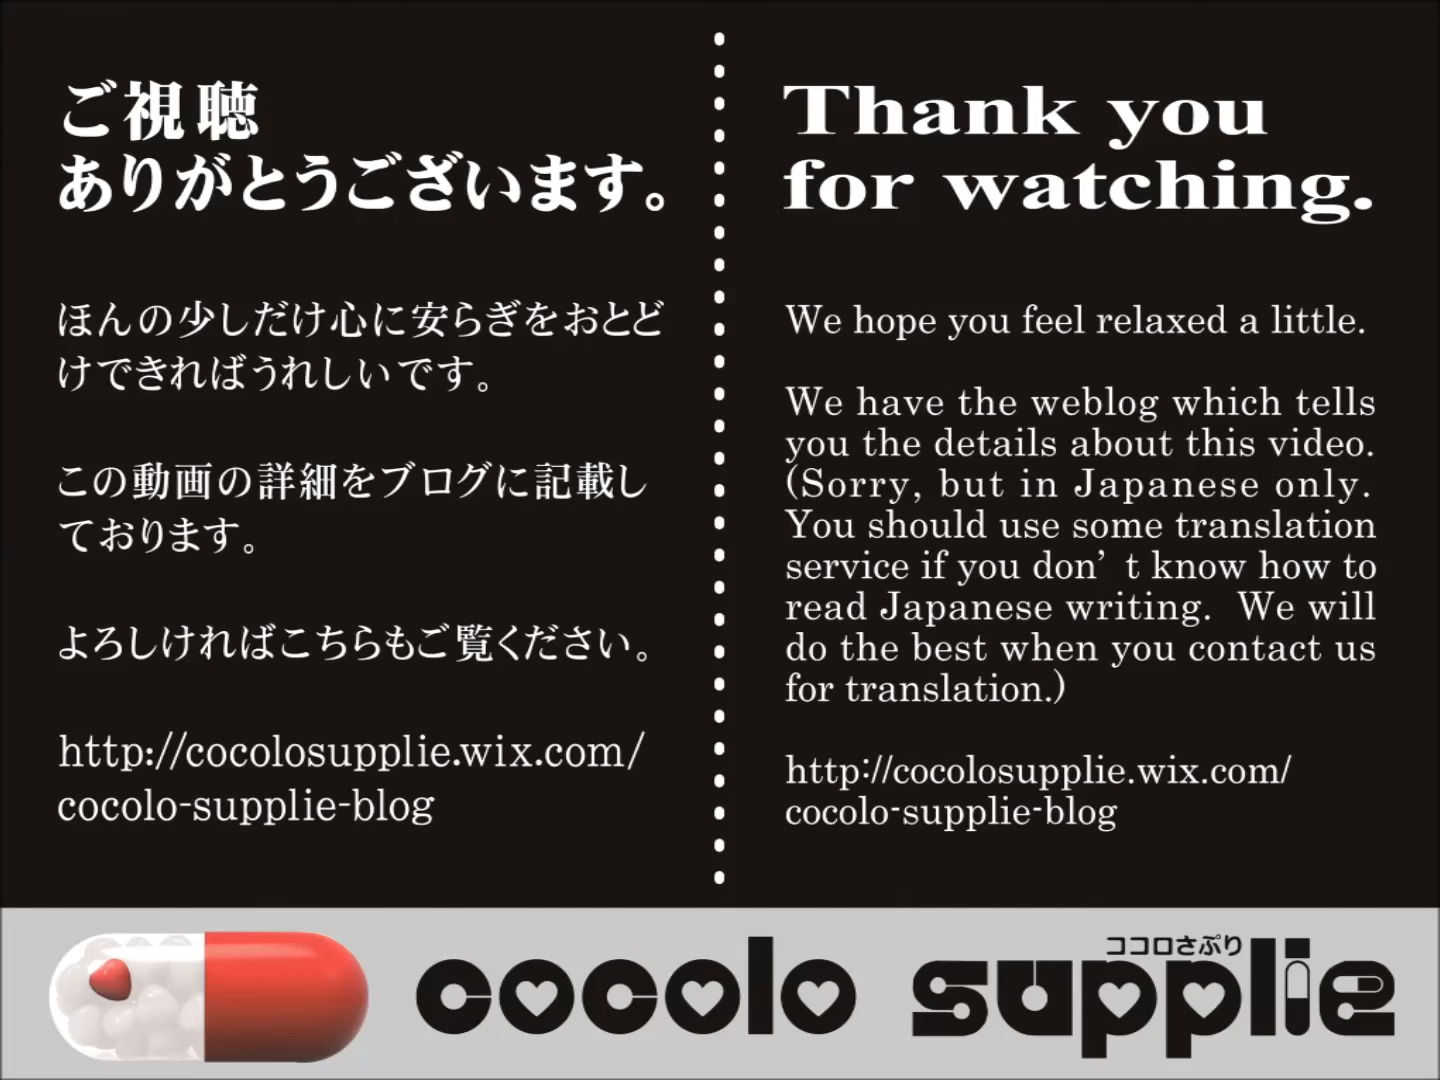 ご視聴
ありがとうございます。
ほんの少しだけ心に安らぎをおとど
けできればうれしいです。
この動画の詳細をブログに記載し
ております。
よろしければこちらもご覧ください。
http://cocolosupplie.wix.com/
cocolo-supplie-blog
Thank you
for watching.
We hope you feel relaxed a little.
We have the weblog which tells
you the details about this video.
(Sorry, but in Japanese only.
You should use some translation
service if you don’t know how to
read Japanese writing. We will
do the best when you contact us
for translation.)
http://cocolosupplie.wix.com/
cocolo-supplie-blog
ココロさぷり
cocolo supplie